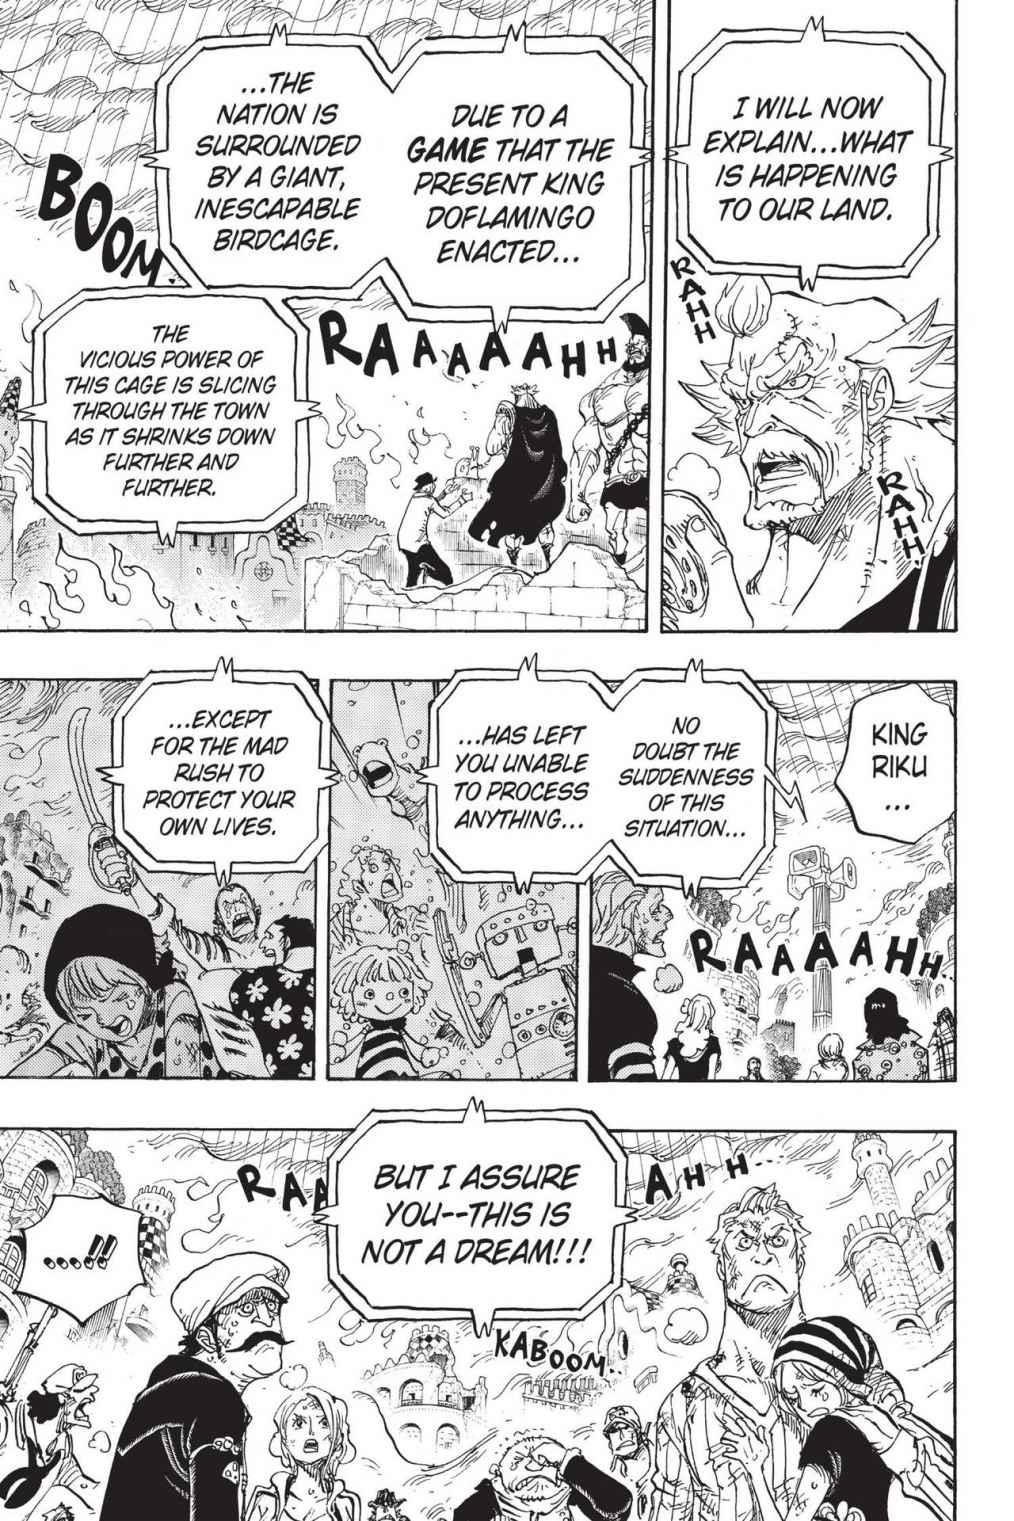 I WILL NOW
EXPLAIN...WHAT
IS HAPPENING
TO OUR LAND.
RAHH
RAHH!
DUE TO A
GAME THAT THE
PRESENT KING
DOFLAMINGO
ENACTED...
...THE
NATION IS
SURROUNDED
BY A GIANT,
INESCAPABLE
BIRDCAGE.
BOOM
RAAAAAHH
THE
VICIOUS POWER OF
THIS CAGE IS SLICING
THROUGH THE TOWN
AS IT SHRINKS DOWN
FURTHER AND
FURTHER.
KING
RIKU
...
NO
DOUBT THE
SUDDENNESS
OF THIS
SITUATION...
RAAAAHH...
...HAS LEFT
YOU UNABLE
TO PROCESS
ANYTHING...
...EXCEPT
FOR THE MAD
RUSH TO
PROTECT YOUR
OWN LIVES.
BUT I ASSURE
YOU--THIS IS
NOT A DREAM!!!
RAA
AHH...
...!!
KABOOM...